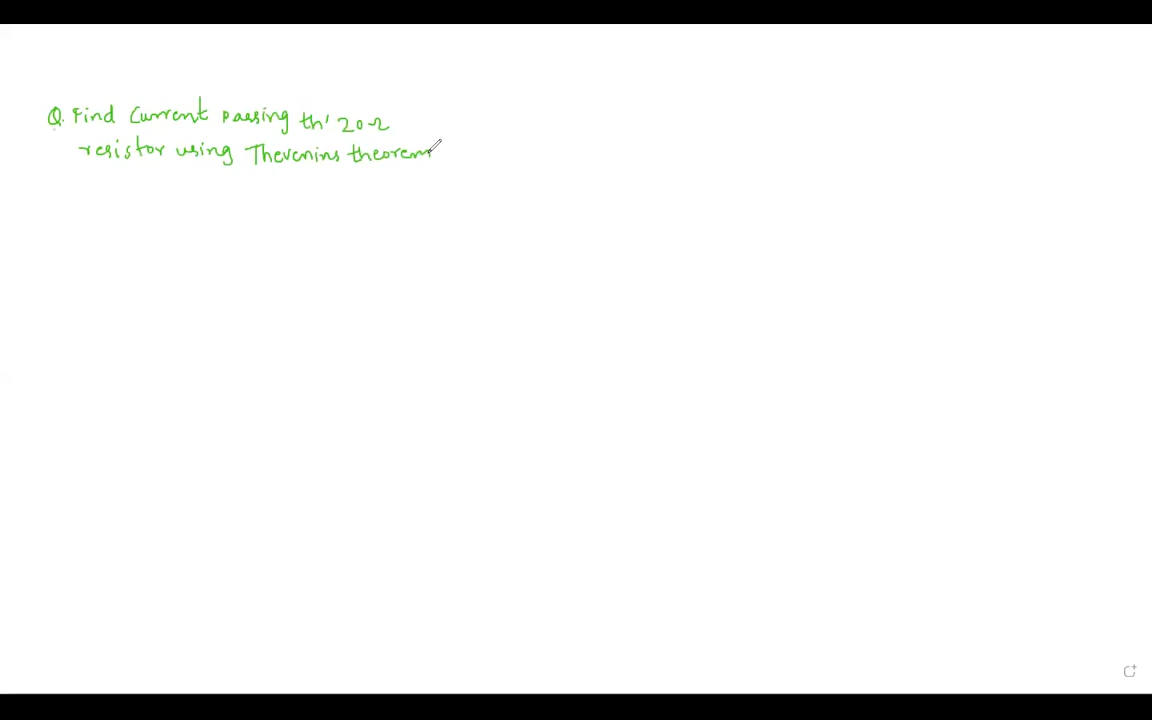 Q. Find Current passing th' 20Ω
resistor using Thevenins theorem